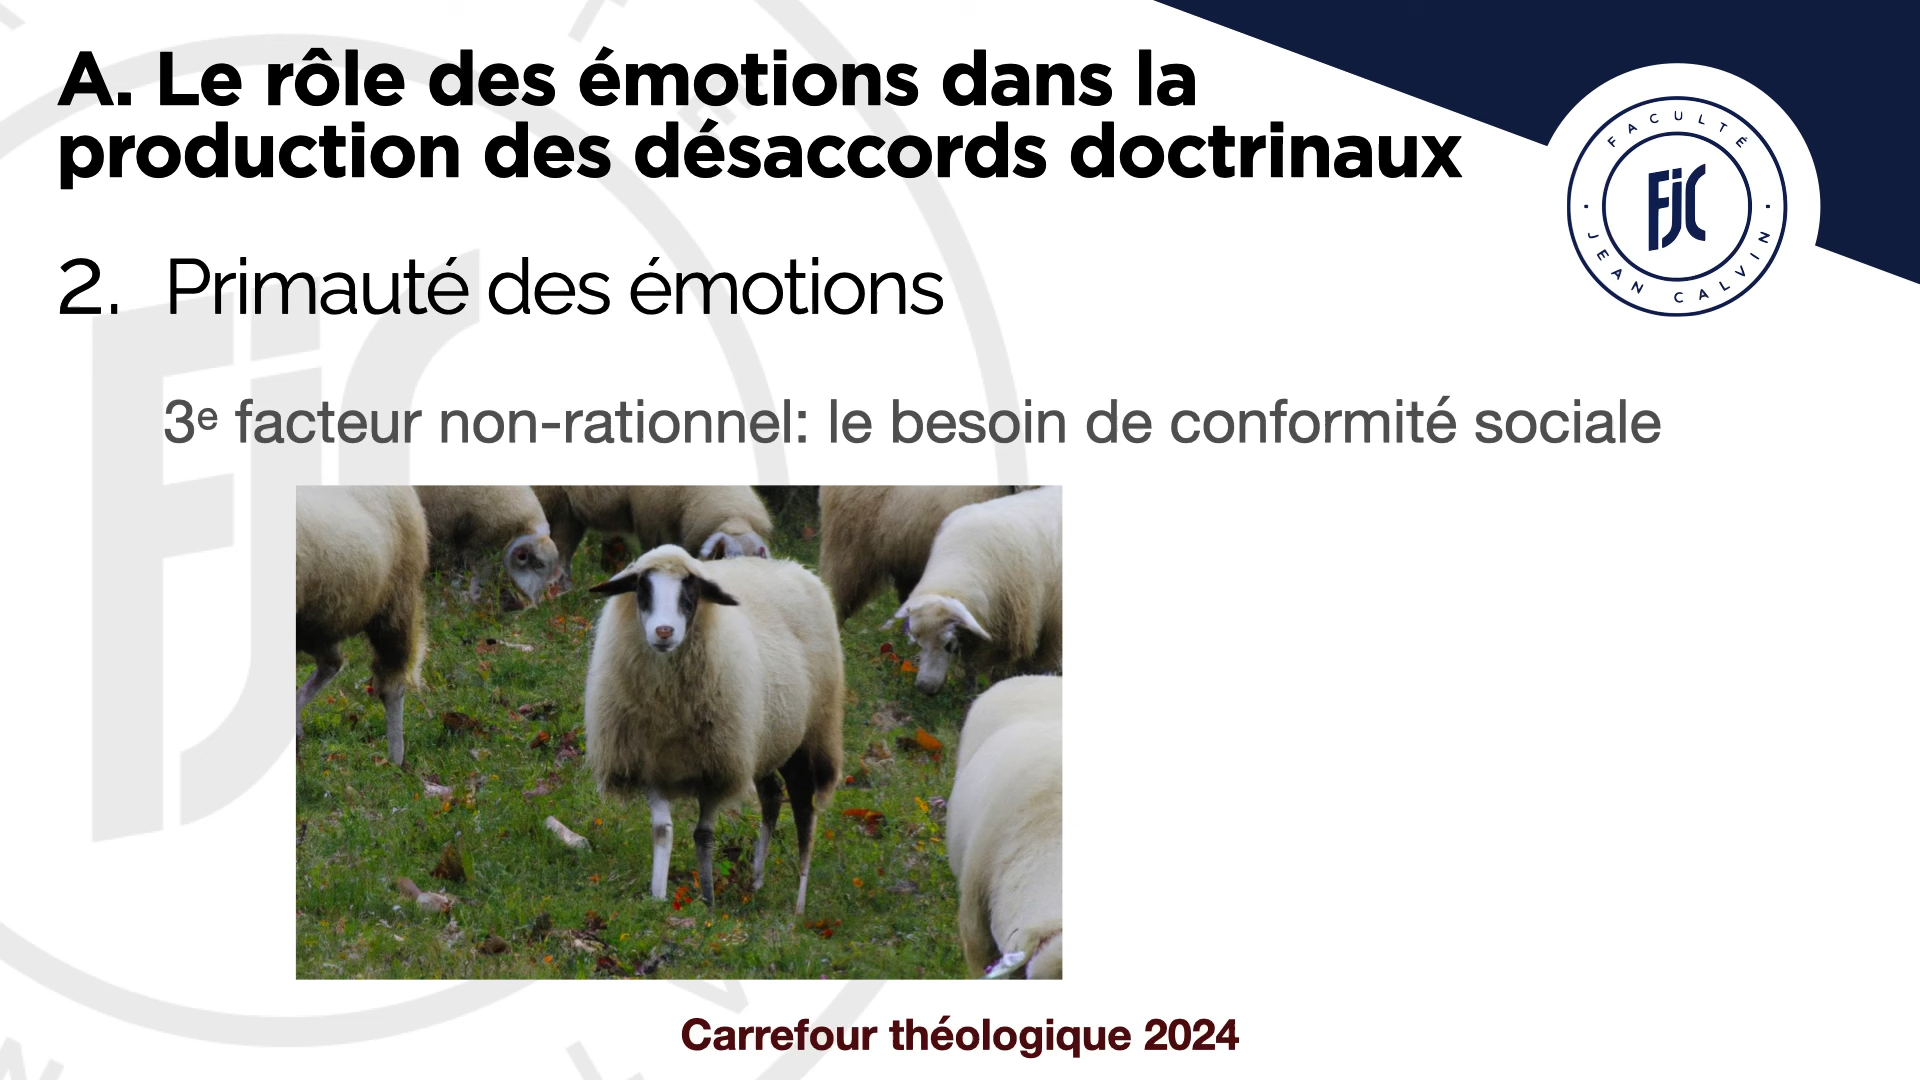 A. Le rôle des émotions dans la
production des désaccords doctrinaux
FACULTÉ
FJC
JEAN CALVIN
2. Primauté des émotions
3e facteur non-rationnel: le besoin de conformité sociale
FJC
Carrefour théologique 2024